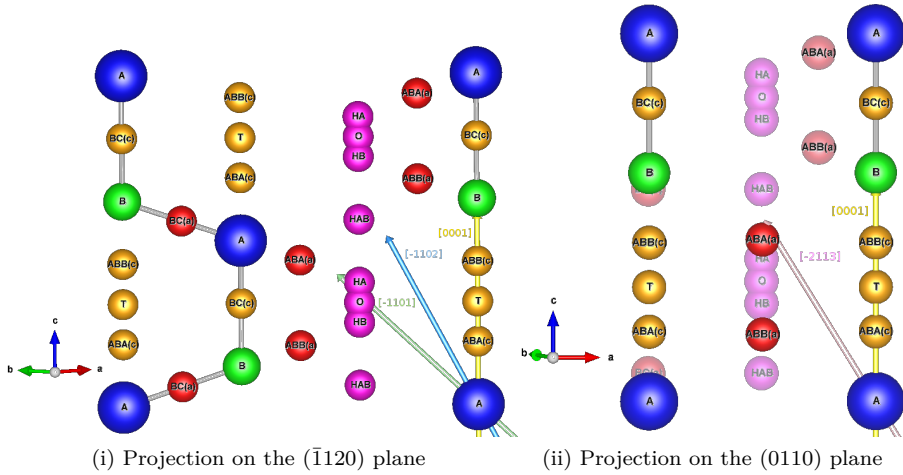 A
ABB(c)
BC(c)
T
ABA(c)
B
BC(a)
A
ABB(c)
ABA(a)
T
BC(c)
ABA(c)
B
ABB(a)
BC(a)
A
c
b
a
A
ABA(a)
HA
O
BC(c)
HB
ABB(a)
B
HAB
[0001]
ABB(c)
[-1102]
HA
[-1101]
O
T
HB
ABA(c)
HAB
A
(i) Projection on the (1̄120) plane
A
BC(c)
B
ABB(c)
T
ABA(c)
BC(a)
A
c
b
a
A
ABA(a)
HA
O
BC(c)
HB
ABB(a)
B
HAB
[0001]
ABA(a)
ABB(c)
HA
[-2113]
O
T
HB
ABB(a)
ABA(c)
HAB
A
(ii) Projection on the (0110) plane